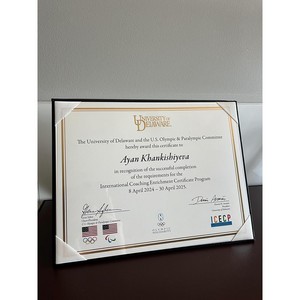 UNIVERSITY OF
DELAWARE
The University of Delaware and the U.S. Olympic & Paralympic Committee
hereby award this certificate to
Ayan Khankishiyeva
in recognition of the successful completion
of the requirements for the
International Coaching Enrichment Certificate Program
8 April 2024 – 30 April 2025
ICECP